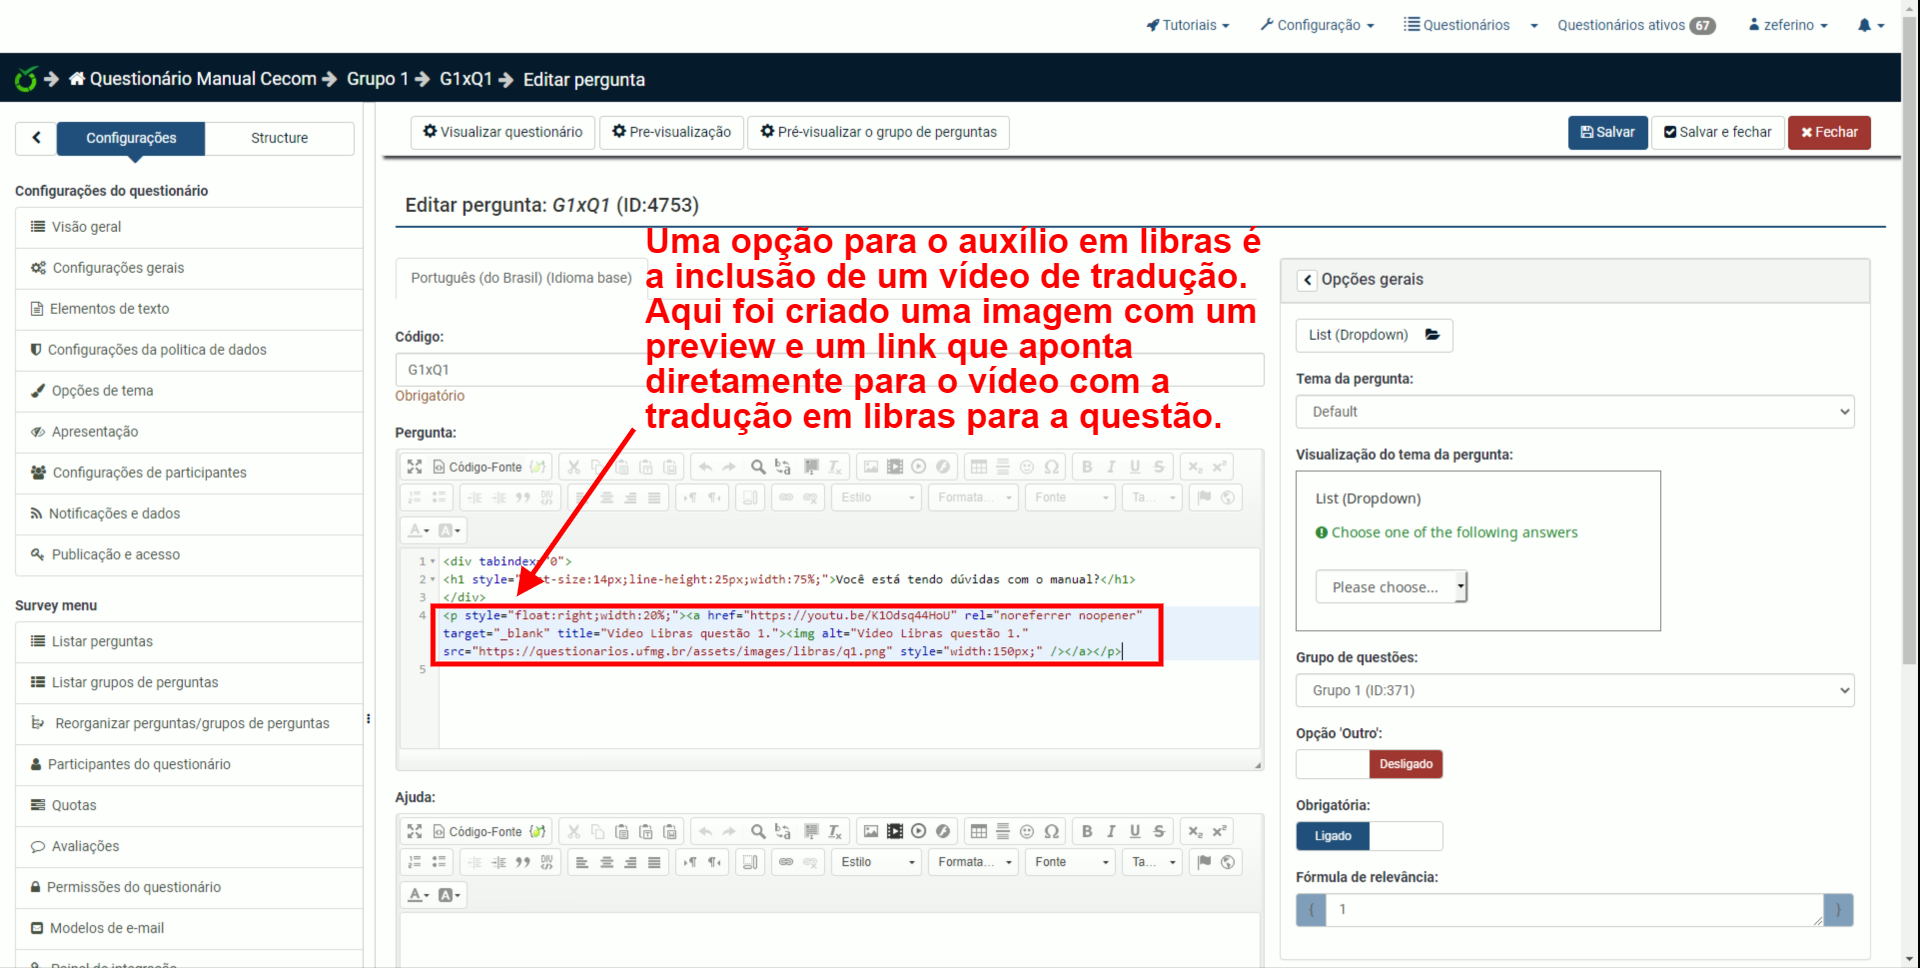 Tutoriais
Configuração
Questionários
Questionários ativos 67
zeferino
Questionário Manual Cecom
Grupo 1
G1xQ1
Editar pergunta
Configurações
Structure
Visualizar questionário
Pre-visualização
Pré-visualizar o grupo de perguntas
Salvar
Salvar e fechar
Fechar
Configurações do questionário
Visão geral
Configurações gerais
Elementos de texto
Configurações da politica de dados
Opções de tema
Apresentação
Configurações de participantes
Notificações e dados
Publicação e acesso
Survey menu
Listar perguntas
Listar grupos de perguntas
Reorganizar perguntas/grupos de perguntas
Participantes do questionário
Quotas
Avaliações
Permissões do questionário
Modelos de e-mail
Painel de integração
Editar pergunta: G1xQ1 (ID:4753)
Uma opção para o auxílio em libras é
a inclusão de um vídeo de tradução.
Aqui foi criado uma imagem com um
preview e um link que aponta
diretamente para o vídeo com a
tradução em libras para a questão.
Português (do Brasil) (Idioma base)
Código:
G1xQ1
Obrigatório
Pergunta:
Código-Fonte
Estilo
Formata...
Fonte
Ta...
1 <div tabindex="0">
2 <h1 style="font-size:14px;line-height:25px;width:75%;">Você está tendo dúvidas com o manual?</h1>
3 </div>
4 <p style="float:right;width:20%;"><a href="https://youtu.be/K1Odsq44HoU" rel="noreferrer noopener"
target="_blank" title="Video Libras questão 1."><img alt="Video Libras questão 1."
src="https://questionarios.ufmg.br/assets/images/libras/q1.png" style="width:150px;" /></a></p>
5
Ajuda:
Código-Fonte
Estilo
Formata...
Fonte
Ta...
Opções gerais
List (Dropdown)
Tema da pergunta:
Default
Visualização do tema da pergunta:
List (Dropdown)
Choose one of the following answers
Please choose...
Grupo de questões:
Grupo 1 (ID:371)
Opção 'Outro':
Desligado
Obrigatória:
Ligado
Fórmula de relevância:
{ 1 }